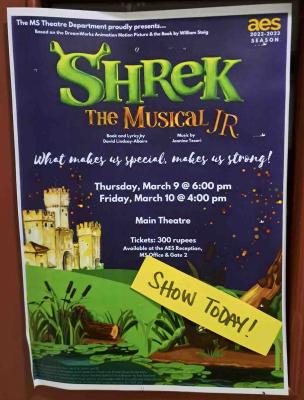 The MS Theatre Department proudly presents...
Based on the DreamWorks Animation Motion Picture & the Book by William Steig
aes
2022-2023
SEASON
SHREK
THE MUSICAL JR.
Book and Lyrics by Music by
David Lindsay-Abaire Jeanine Tesori
What makes us special, makes us strong!
Thursday, March 9 @ 6:00 pm
Friday, March 10 @ 4:00 pm
Main Theatre
Tickets: 300 rupees
Available at the AES Reception,
MS Office & Gate 2
SHOW TODAY!